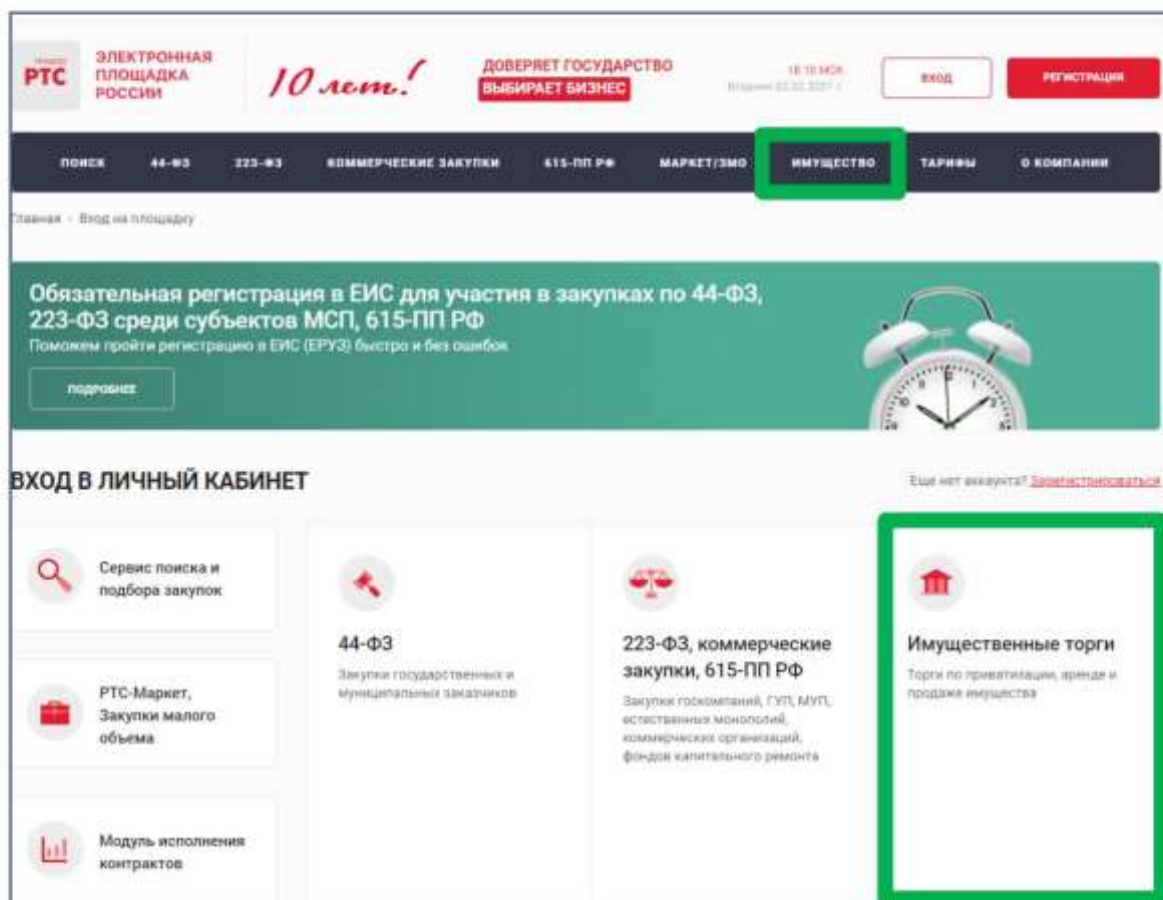 РТС
ЭЛЕКТРОННАЯ
ПЛОЩАДКА
РОССИИ
10 лет!
ДОВЕРЯЕТ ГОСУДАРСТВО
ВЫБИРАЕТ БИЗНЕС
ВХОД
РЕГИСТРАЦИЯ
ПОИСК 44-ФЗ 223-ФЗ КОММЕРЧЕСКИЕ ЗАКУПКИ 615-ПП РФ МАРКЕТ/ЗМО ИМУЩЕСТВО ТАРИФЫ О КОМПАНИИ
Главная - Вход на площадку
Обязательная регистрация в ЕИС для участия в закупках по 44-ФЗ,
223-ФЗ среди субъектов МСП, 615-ПП РФ
Поможем пройти регистрацию в ЕИС (ЕРУЗ) быстро и без ошибок
ПОДРОБНЕЕ
ВХОД В ЛИЧНЫЙ КАБИНЕТ
Еще нет аккаунта? Зарегистрироваться
Сервис поиска и
подбора закупок
РТС-Маркет,
Закупки малого
объема
Модуль исполнения
контрактов
44-ФЗ
Закупки государственных и
муниципальных заказчиков
223-ФЗ, коммерческие
закупки, 615-ПП РФ
Закупки госкомпаний, ГУП, МУП,
естественных монополий,
коммерческих организаций,
фондов капитального ремонта
Имущественные торги
Торги по приватизации, аренде и
продаже имущества